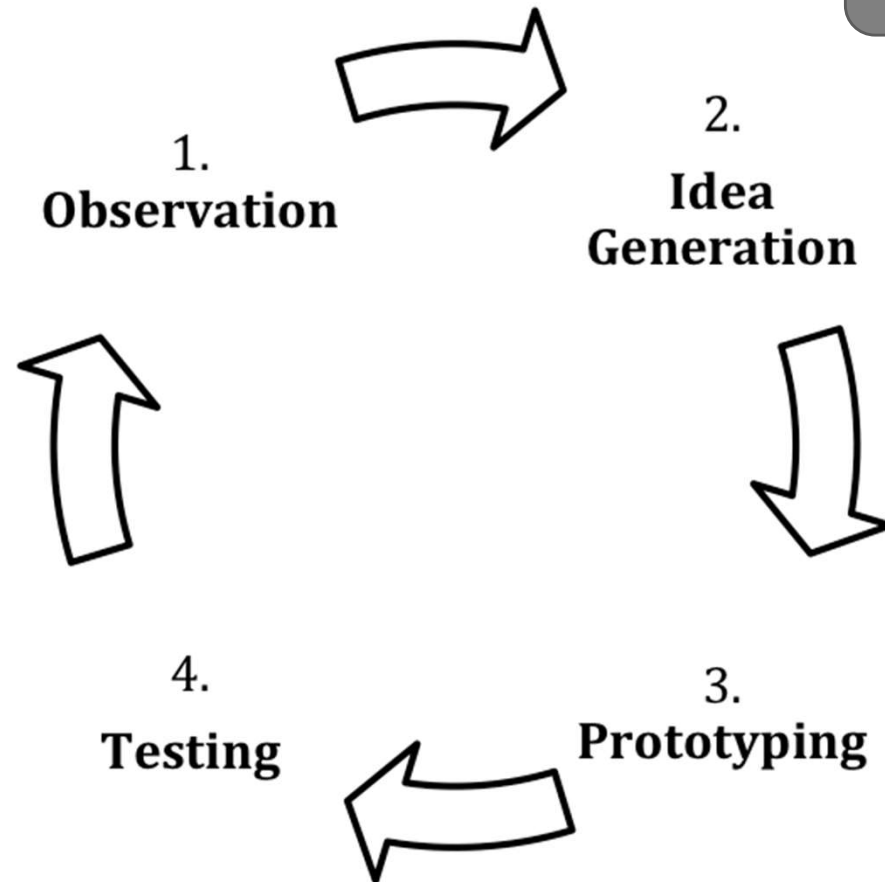 1.
Observation
2.
Idea
Generation
3.
Prototyping
4.
Testing